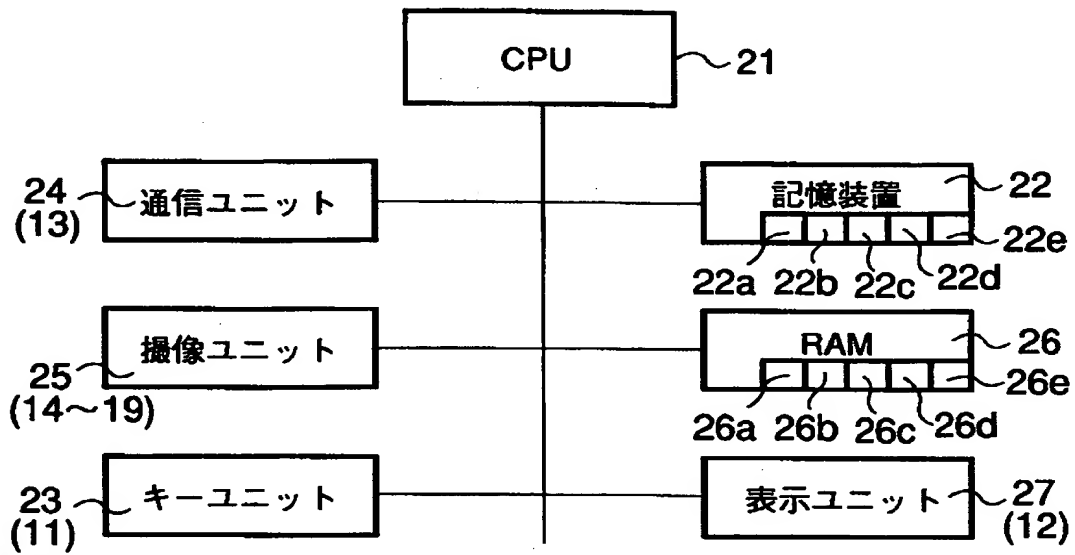 CPU
21
24
(13)
通信ユニット
記憶装置
22
22a
22b
22c
22d
22e
25
(14～19)
撮像ユニット
RAM
26
26a
26b
26c
26d
26e
23
(11)
キーユニット
表示ユニット
27
(12)